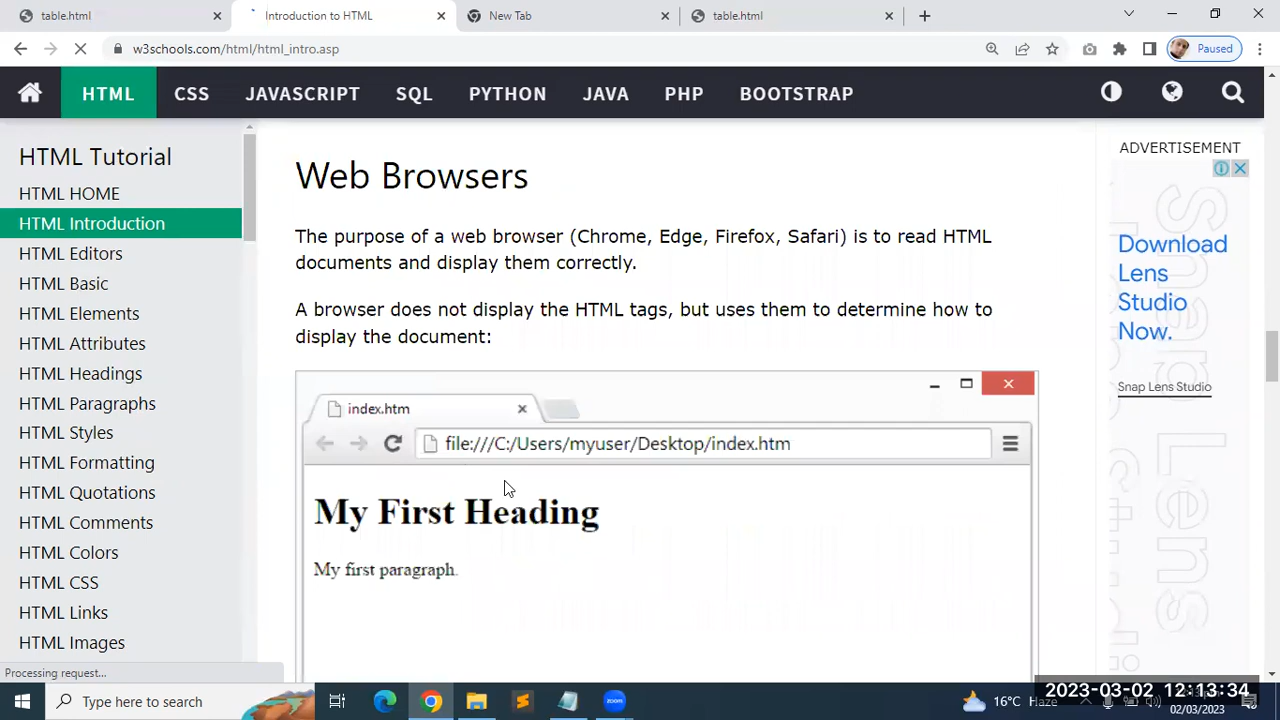 table.html
Introduction to HTML
New Tab
table.html
w3schools.com/html/html_intro.asp
Paused
HTML
CSS
JAVASCRIPT
SQL
PYTHON
JAVA
PHP
BOOTSTRAP
HTML Tutorial
HTML HOME
HTML Introduction
HTML Editors
HTML Basic
HTML Elements
HTML Attributes
HTML Headings
HTML Paragraphs
HTML Styles
HTML Formatting
HTML Quotations
HTML Comments
HTML Colors
HTML CSS
HTML Links
HTML Images
Processing request...
Web Browsers
The purpose of a web browser (Chrome, Edge, Firefox, Safari) is to read HTML
documents and display them correctly.
A browser does not display the HTML tags, but uses them to determine how to
display the document:
index.htm
file:///C:/Users/myuser/Desktop/index.htm
My First Heading
My first paragraph.
ADVERTISEMENT
Download
Lens
Studio
Now.
Snap Lens Studio
Type here to search
zoom
16°C Haze
2023-03-02 12:13:34
02/03/2023